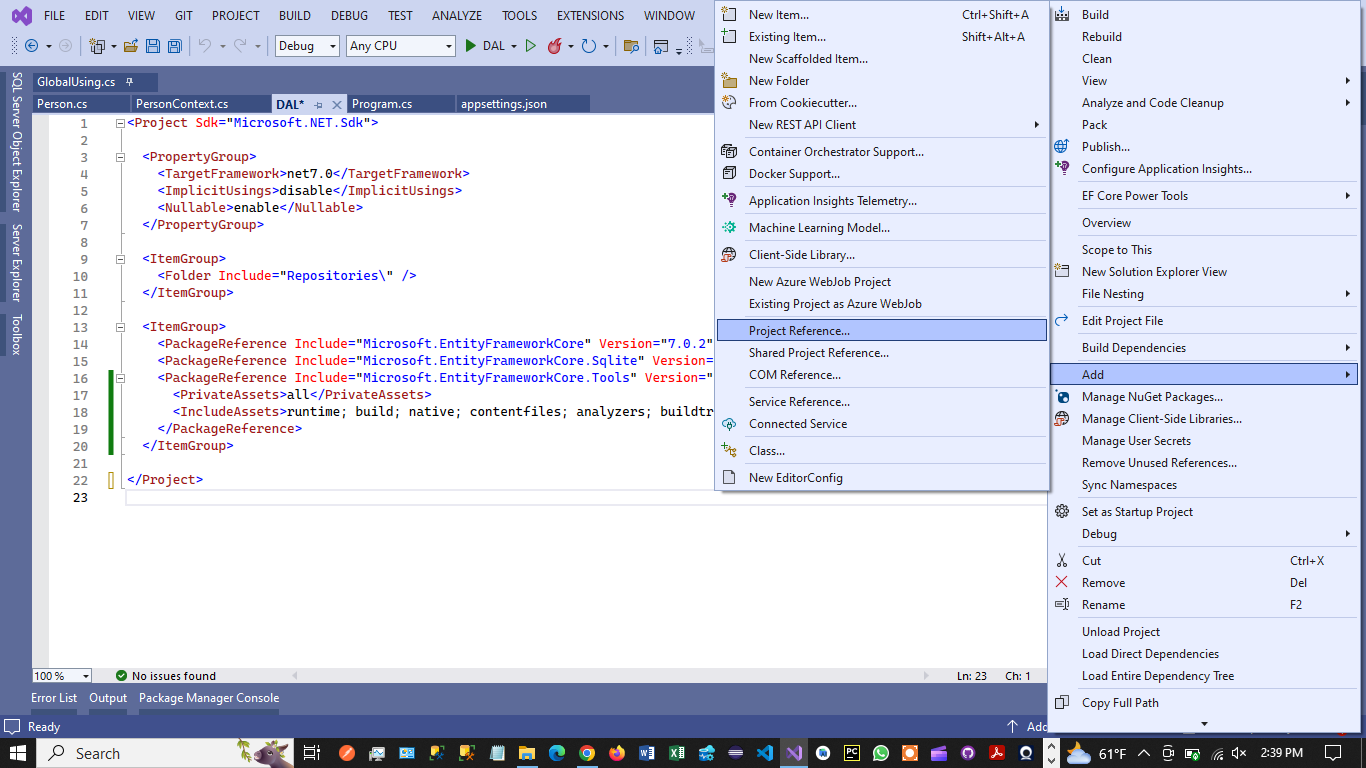 FILE EDIT VIEW GIT PROJECT BUILD DEBUG TEST ANALYZE TOOLS EXTENSIONS WINDOW
Debug Any CPU DAL
GlobalUsing.cs
Person.cs PersonContext.cs DAL* Program.cs appsettings.json
SQL Server Object Explorer
Server Explorer
Toolbox
1 <Project Sdk="Microsoft.NET.Sdk">
2
3 <PropertyGroup>
4 <TargetFramework>net7.0</TargetFramework>
5 <ImplicitUsings>disable</ImplicitUsings>
6 <Nullable>enable</Nullable>
7 </PropertyGroup>
8
9 <ItemGroup>
10 <Folder Include="Repositories\" />
11 </ItemGroup>
12
13 <ItemGroup>
14 <PackageReference Include="Microsoft.EntityFrameworkCore" Version="7.0.2"
15 <PackageReference Include="Microsoft.EntityFrameworkCore.Sqlite" Version=
16 <PackageReference Include="Microsoft.EntityFrameworkCore.Tools" Version="
17 <PrivateAssets>all</PrivateAssets>
18 <IncludeAssets>runtime; build; native; contentfiles; analyzers; buildtr
19 </PackageReference>
20 </ItemGroup>
21
22 </Project>
23
New Item... Ctrl+Shift+A
Existing Item... Shift+Alt+A
New Scaffolded Item...
New Folder
From Cookiecutter...
New REST API Client
Container Orchestrator Support...
Docker Support...
Application Insights Telemetry...
Machine Learning Model...
Client-Side Library...
New Azure WebJob Project
Existing Project as Azure WebJob
Project Reference...
Shared Project Reference...
COM Reference...
Service Reference...
Connected Service
Class...
New EditorConfig
Build
Rebuild
Clean
View
Analyze and Code Cleanup
Pack
Publish...
Configure Application Insights...
EF Core Power Tools
Overview
Scope to This
New Solution Explorer View
File Nesting
Edit Project File
Build Dependencies
Add
Manage NuGet Packages...
Manage Client-Side Libraries...
Manage User Secrets
Remove Unused References...
Sync Namespaces
Set as Startup Project
Debug
Cut Ctrl+X
Remove Del
Rename F2
Unload Project
Load Direct Dependencies
Load Entire Dependency Tree
Copy Full Path
100 % No issues found Ln: 23 Ch: 1
Error List Output Package Manager Console
Ready Add
Search 61°F 2:39 PM